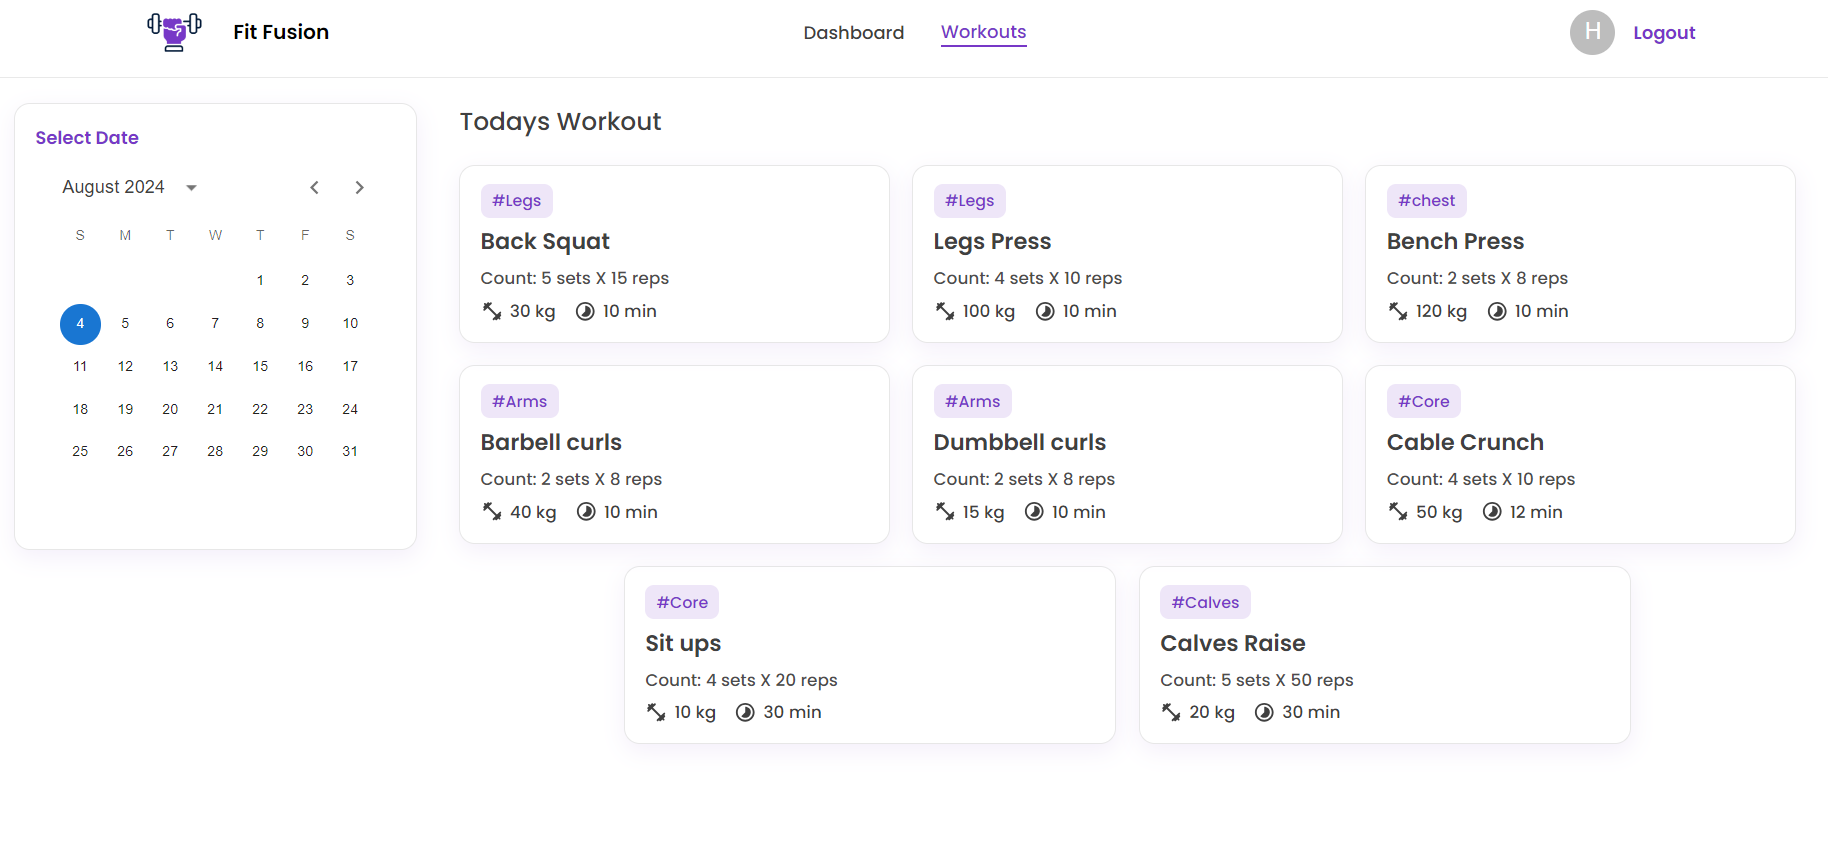 Fit Fusion
Dashboard
Workouts
H
Logout
Select Date
August 2024
S M T W T F S
1 2 3
4 5 6 7 8 9 10
11 12 13 14 15 16 17
18 19 20 21 22 23 24
25 26 27 28 29 30 31
Todays Workout
#Legs
Back Squat
Count: 5 sets X 15 reps
30 kg 10 min
#Legs
Legs Press
Count: 4 sets X 10 reps
100 kg 10 min
#chest
Bench Press
Count: 2 sets X 8 reps
120 kg 10 min
#Arms
Barbell curls
Count: 2 sets X 8 reps
40 kg 10 min
#Arms
Dumbbell curls
Count: 2 sets X 8 reps
15 kg 10 min
#Core
Cable Crunch
Count: 4 sets X 10 reps
50 kg 12 min
#Core
Sit ups
Count: 4 sets X 20 reps
10 kg 30 min
#Calves
Calves Raise
Count: 5 sets X 50 reps
20 kg 30 min